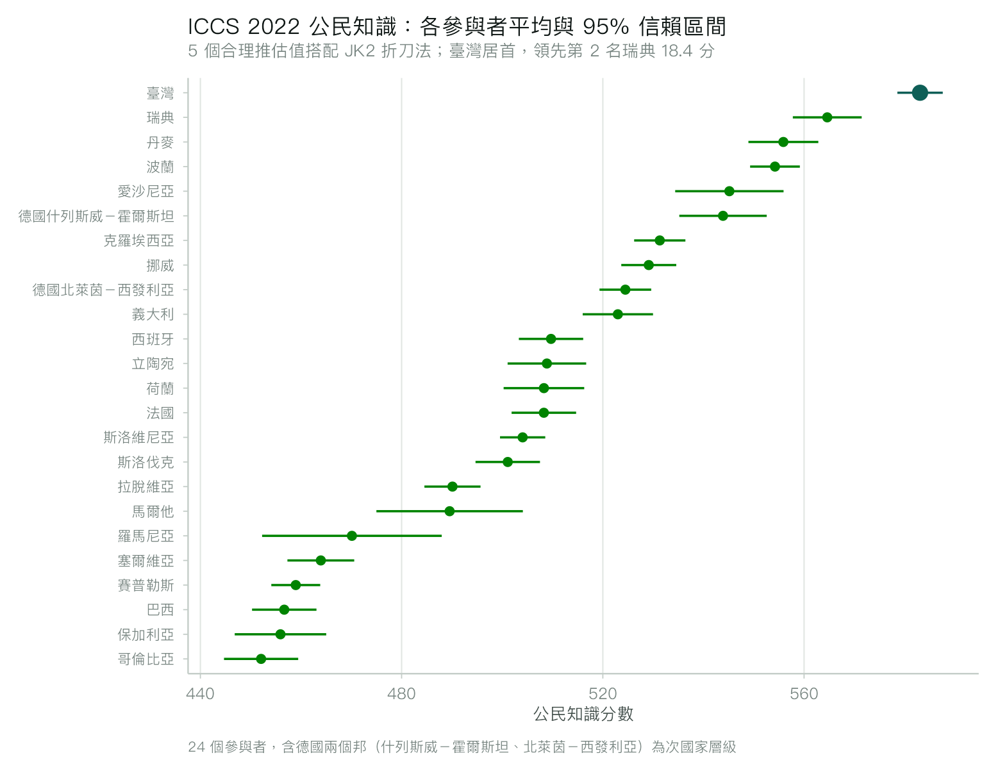 ICCS 2022 公民知識：各參與者平均與 95% 信賴區間
5 個合理推估值搭配 JK2 折刀法；臺灣居首，領先第 2 名瑞典 18.4 分
臺灣
瑞典
丹麥
波蘭
愛沙尼亞
德國什列斯威－霍爾斯坦
克羅埃西亞
挪威
德國北萊茵－西發利亞
義大利
西班牙
立陶宛
荷蘭
法國
斯洛維尼亞
斯洛伐克
拉脫維亞
馬爾他
羅馬尼亞
塞爾維亞
賽普勒斯
巴西
保加利亞
哥倫比亞
440 480 520 560
公民知識分數
24 個參與者，含德國兩個邦（什列斯威－霍爾斯坦、北萊茵－西發利亞）為次國家層級